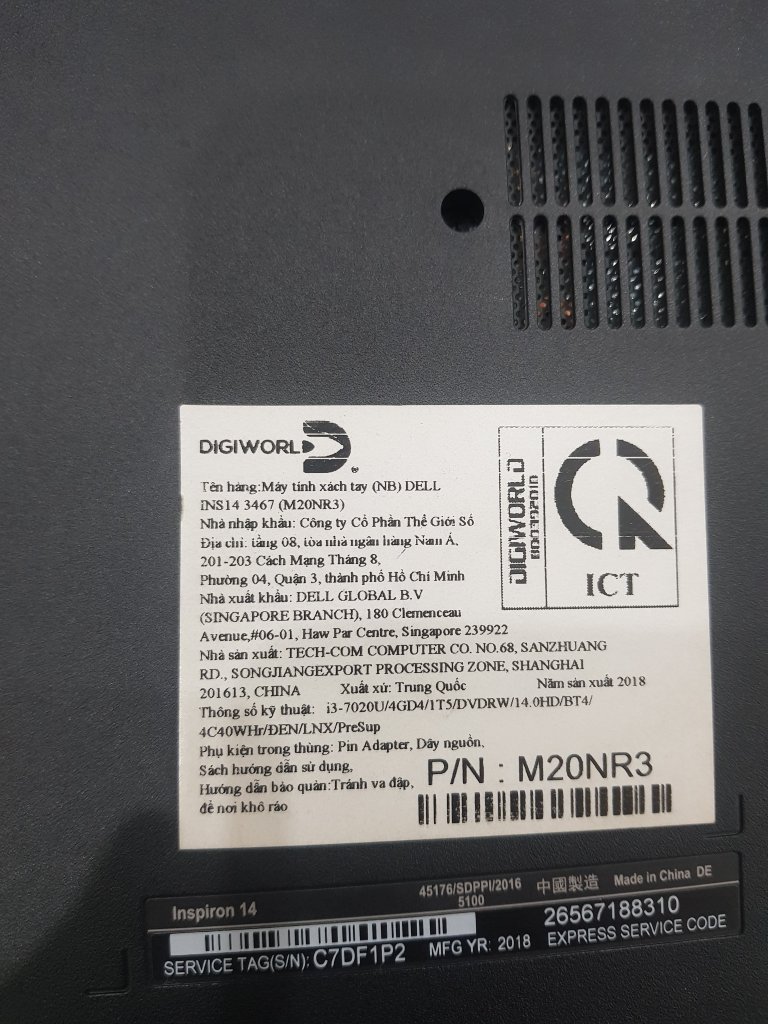 DIGIWORLD
Tên hàng:Máy tính xách tay (NB) DELL
INS14 3467 (M20NR3)
Nhà nhập khẩu: Công ty Cổ Phần Thế Giới Số
Địa chỉ: tầng 08, tòa nhà ngân hàng Nam Á,
201-203 Cách Mạng Tháng 8,
Phường 04, Quận 3, thành phố Hồ Chí Minh
Nhà xuất khẩu: DELL GLOBAL B.V
(SINGAPORE BRANCH), 180 Clemenceau
Avenue,#06-01, Haw Par Centre, Singapore 239922
Nhà sản xuất: TECH-COM COMPUTER CO. NO.68, SANZHUANG
RD., SONGJIANGEXPORT PROCESSING ZONE, SHANGHAI
201613, CHINA Xuất xứ: Trung Quốc Năm sản xuất 2018
Thông số kỹ thuật: i3-7020U/4GD4/1T5/DVDRW/14.0HD/BT4/
4C40WHr/ĐEN/LNX/PreSup
Phụ kiện trong thùng: Pin Adapter, Dây nguồn,
Sách hướng dẫn sử dụng,
Hướng dẫn bảo quản:Tránh va đập,
để nơi khô ráo
P/N : M20NR3
DIGIWORLD
ICT
Inspiron 14
45176/SDPPI/2016
5100
中國製造 Made in China DE
26567188310
SERVICE TAG(S/N): C7DF1P2 MFG YR: 2018 EXPRESS SERVICE CODE